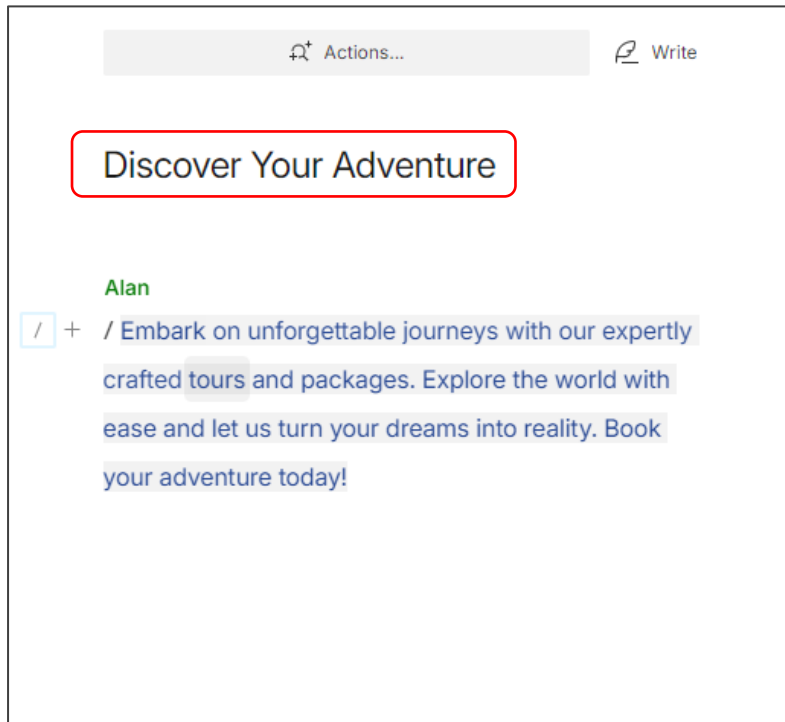 Actions...
Write
Discover Your Adventure
Alan
/ +
/ Embark on unforgettable journeys with our expertly
crafted tours and packages. Explore the world with
ease and let us turn your dreams into reality. Book
your adventure today!